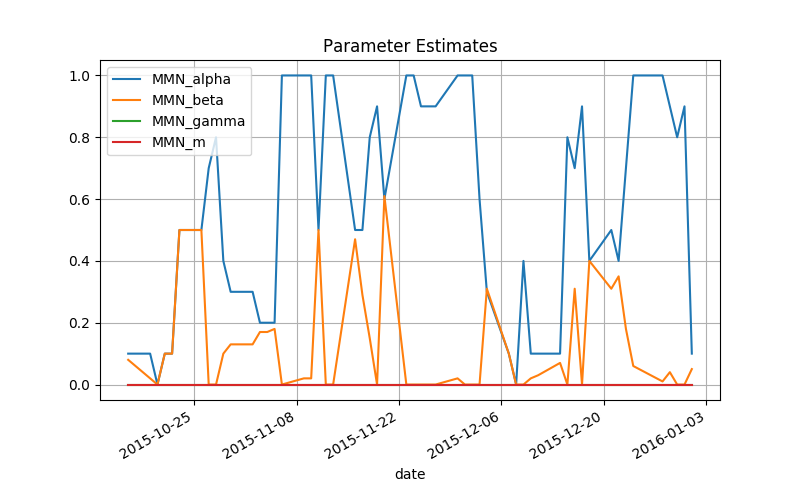 Parameter Estimates
MMN_alpha
MMN_beta
MMN_gamma
MMN_m
1.0
0.8
0.6
0.4
0.2
0.0
2015-10-25
2015-11-08
2015-11-22
2015-12-06
2015-12-20
2016-01-03
date